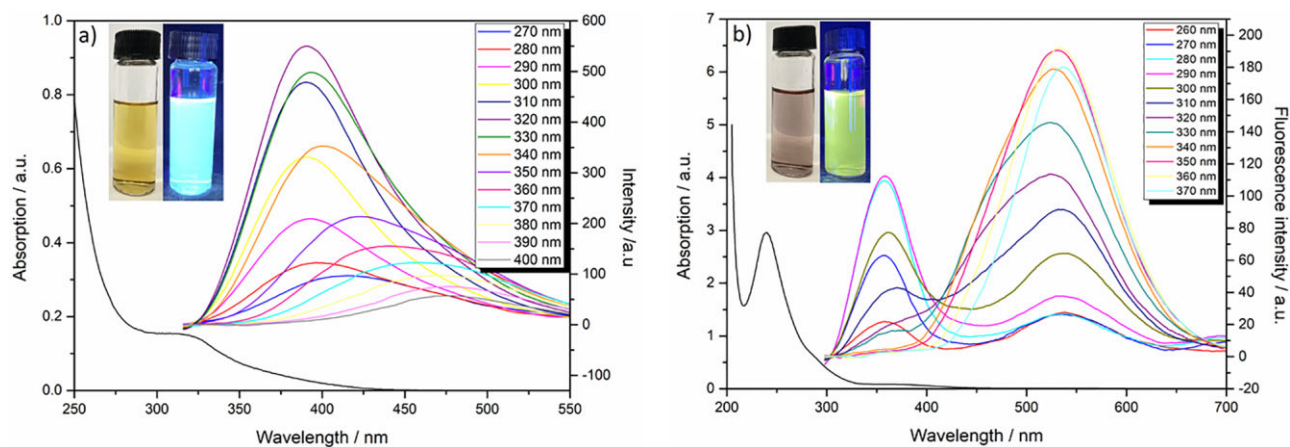 a)
1.0
0.8
0.6
0.4
0.2
0.0
Absorption / a.u.
250
300
350
400
450
500
550
Wavelength / nm
600
500
400
300
200
100
0
-100
Intensity /a.u
270 nm
280 nm
290 nm
300 nm
310 nm
320 nm
330 nm
340 nm
350 nm
360 nm
370 nm
380 nm
390 nm
400 nm
b)
7
6
5
4
3
2
1
0
Absorption / a.u.
200
300
400
500
600
700
Wavelength / nm
200
180
160
140
120
100
80
60
40
20
0
-20
Fluorescence intensity / a.u.
260 nm
270 nm
280 nm
290 nm
300 nm
310 nm
320 nm
330 nm
340 nm
350 nm
360 nm
370 nm